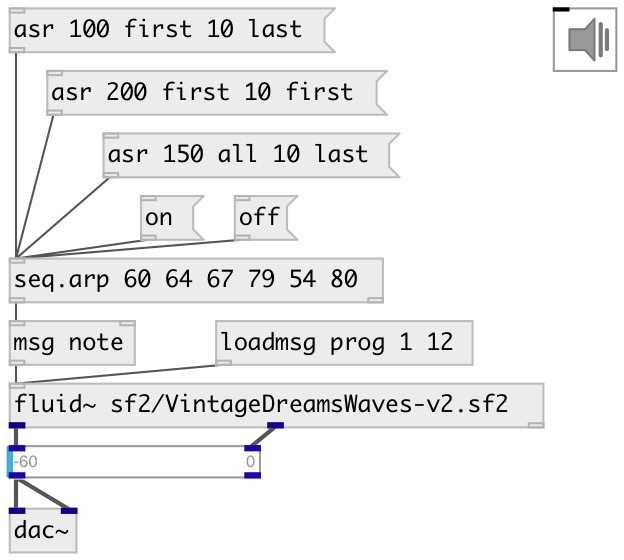 asr 100 first 10 last
asr 200 first 10 first
asr 150 all 10 last
on off
seq.arp 60 64 67 79 54 80
msg note loadmsg prog 1 12
fluid~ sf2/VintageDreamsWaves-v2.sf2
-60 0
dac~